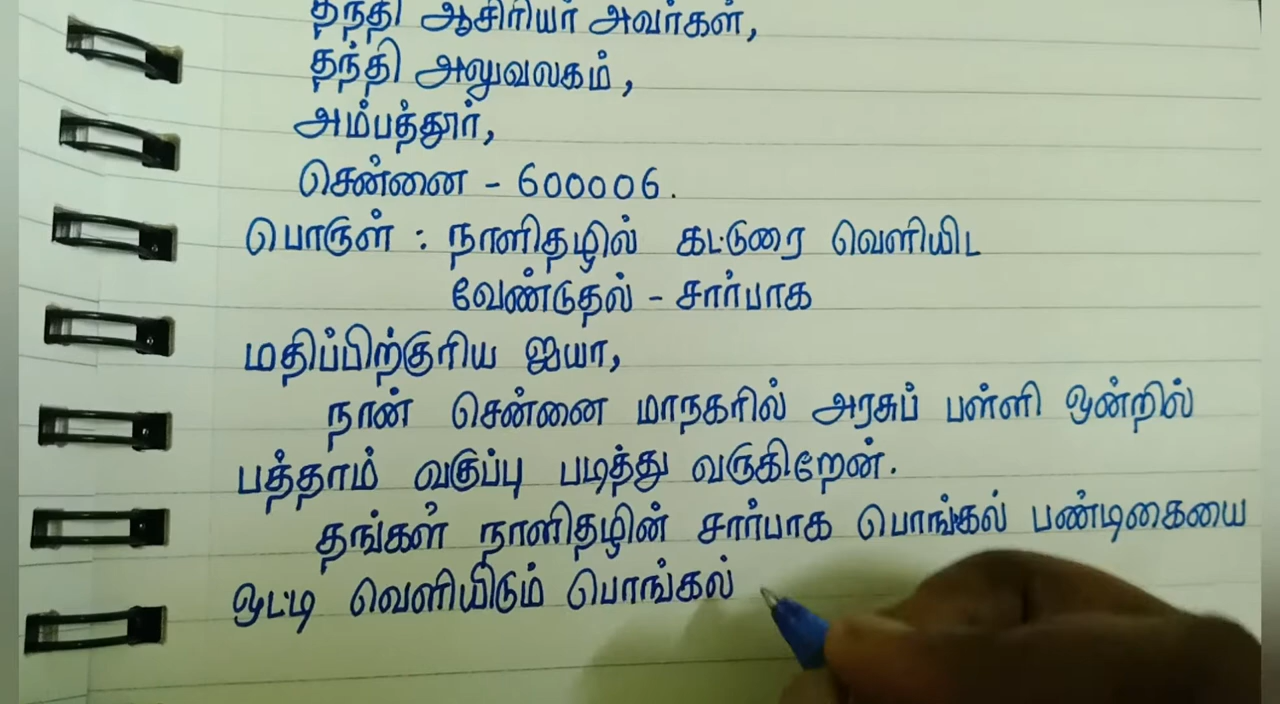 தந்தி ஆசிரியர் அவர்கள்,
தந்தி அலுவலகம்,
அம்பத்தூர்,
சென்னை - 600006.
பொருள் : நாளிதழில் கட்டுரை வெளியிட
வேண்டுதல் - சார்பாக
மதிப்பிற்குரிய ஐயா,
நான் சென்னை மாநகரில் அரசுப் பள்ளி ஒன்றில்
பத்தாம் வகுப்பு படித்து வருகிறேன்.
தங்கள் நாளிதழின் சார்பாக பொங்கல் பண்டிகையை
ஒட்டி வெளியிடும் பொங்கல்